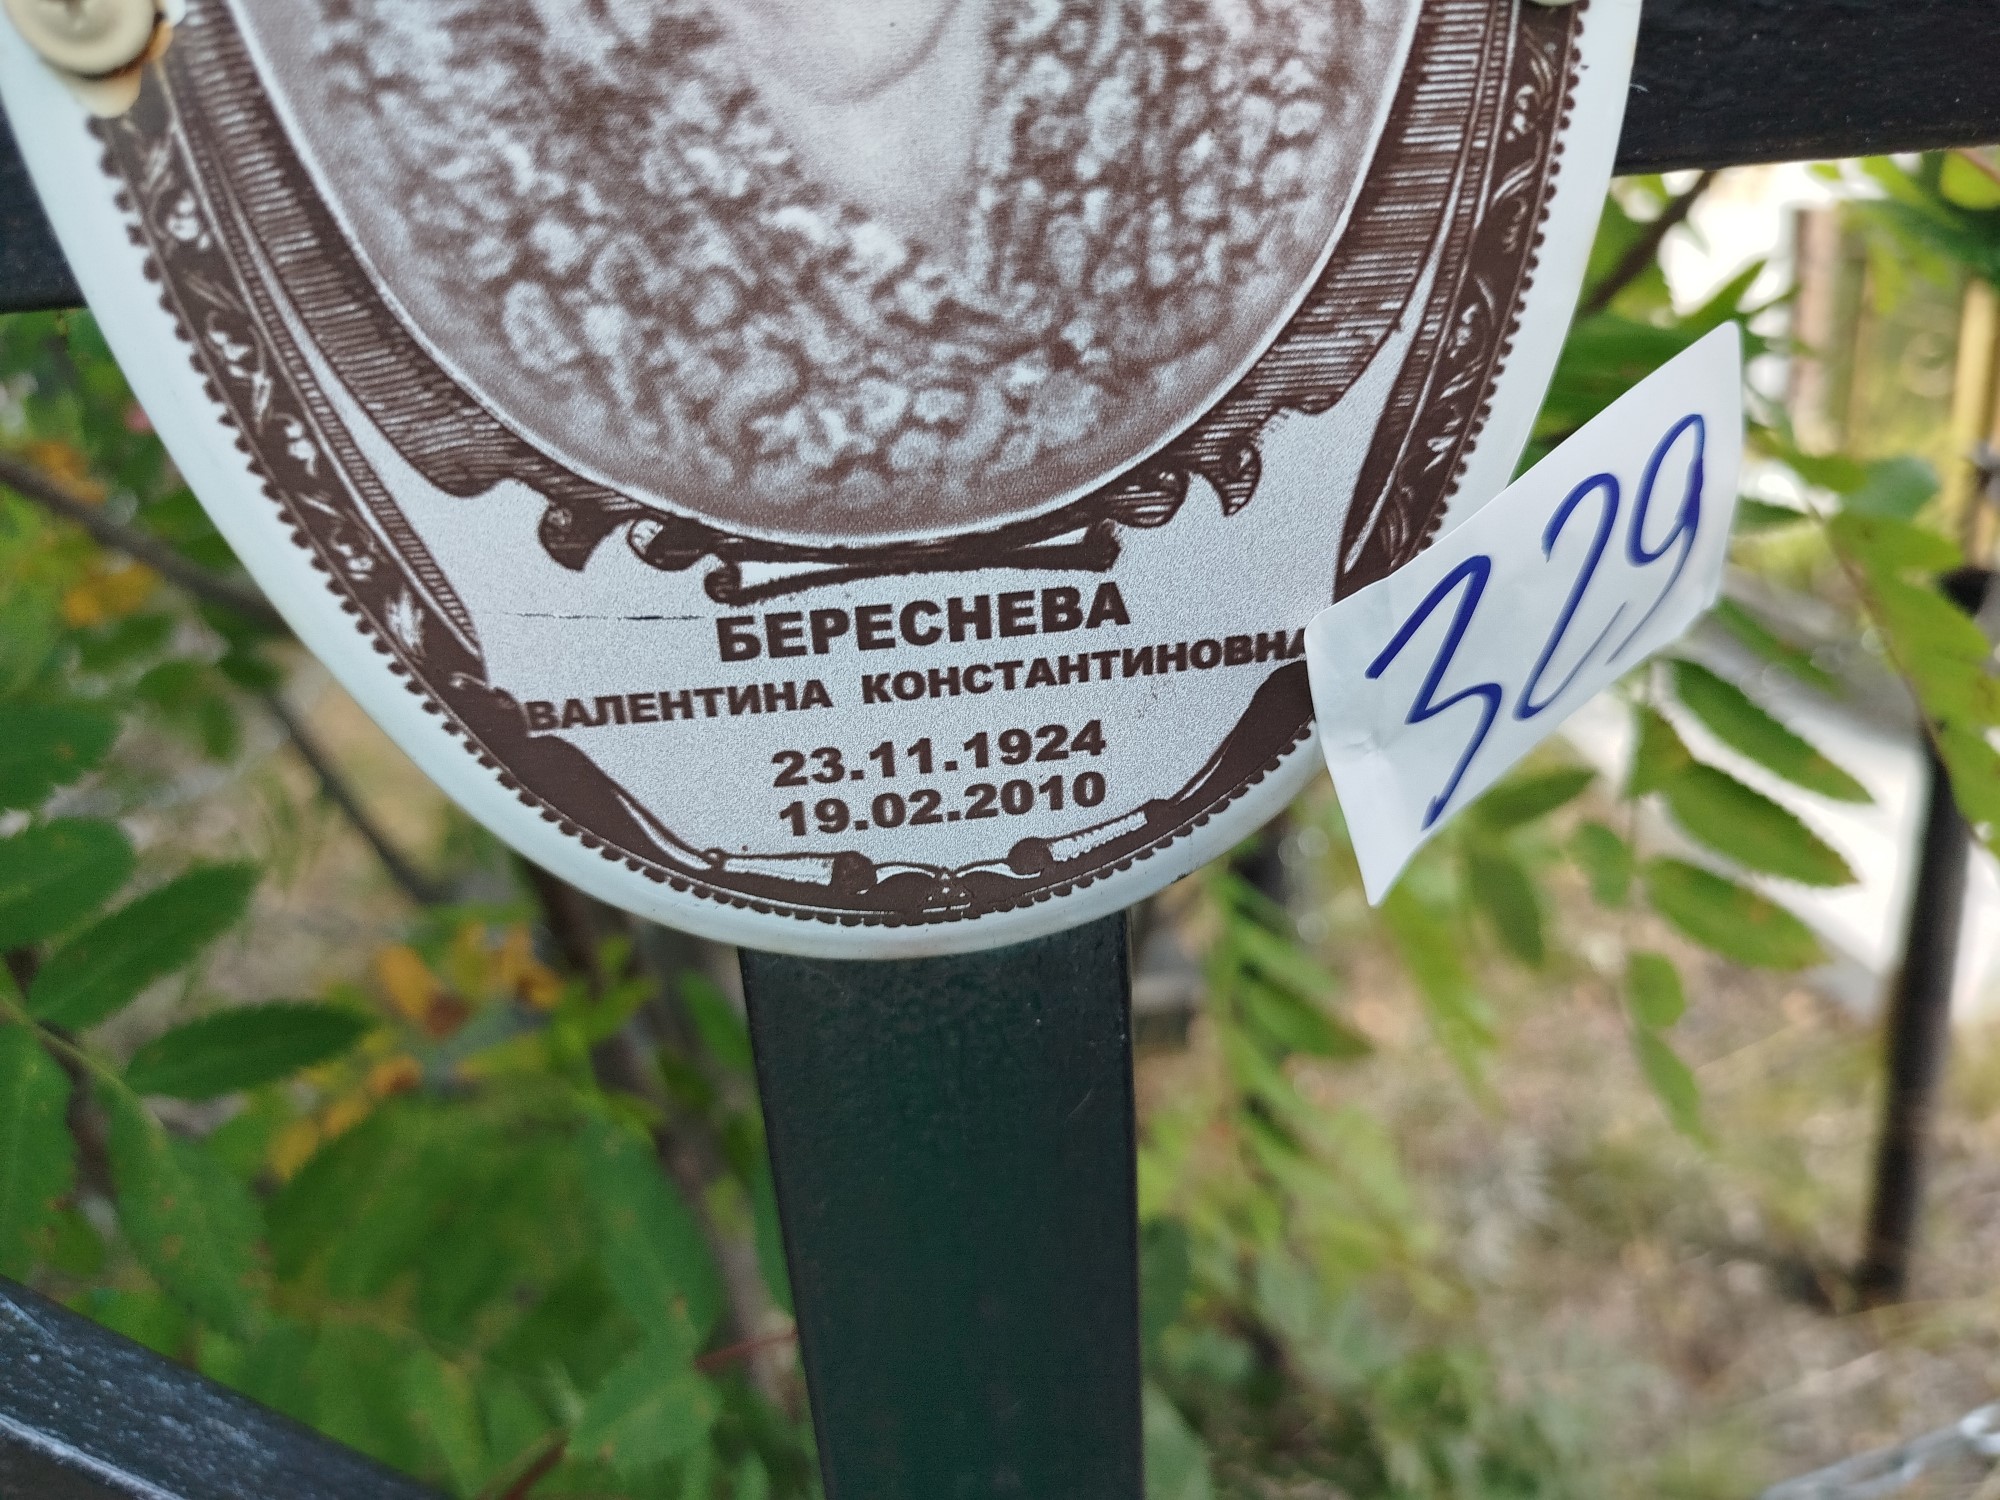 БЕРЕСНЕВА
ВАЛЕНТИНА КОНСТАНТИНОВНА
23.11.1924
19.02.2010
329